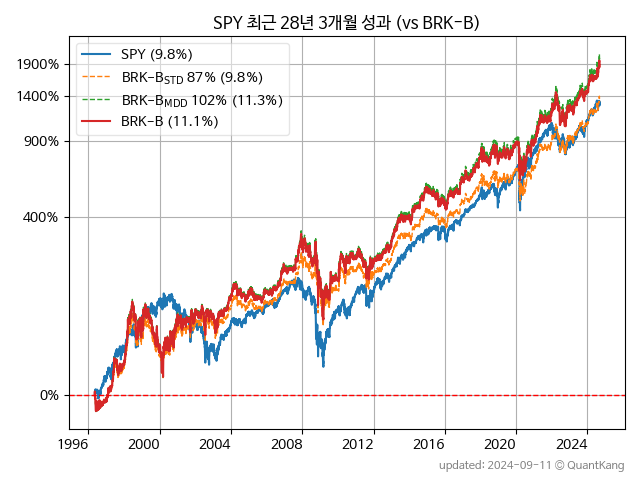 SPY 최근 28년 3개월 성과 (vs BRK-B)
SPY (9.8%)
BRK-B_STD 87% (9.8%)
BRK-B_MDD 102% (11.3%)
BRK-B (11.1%)
1900%
1400%
900%
400%
0%
1996 2000 2004 2008 2012 2016 2020 2024
updated: 2024-09-11 © QuantKang